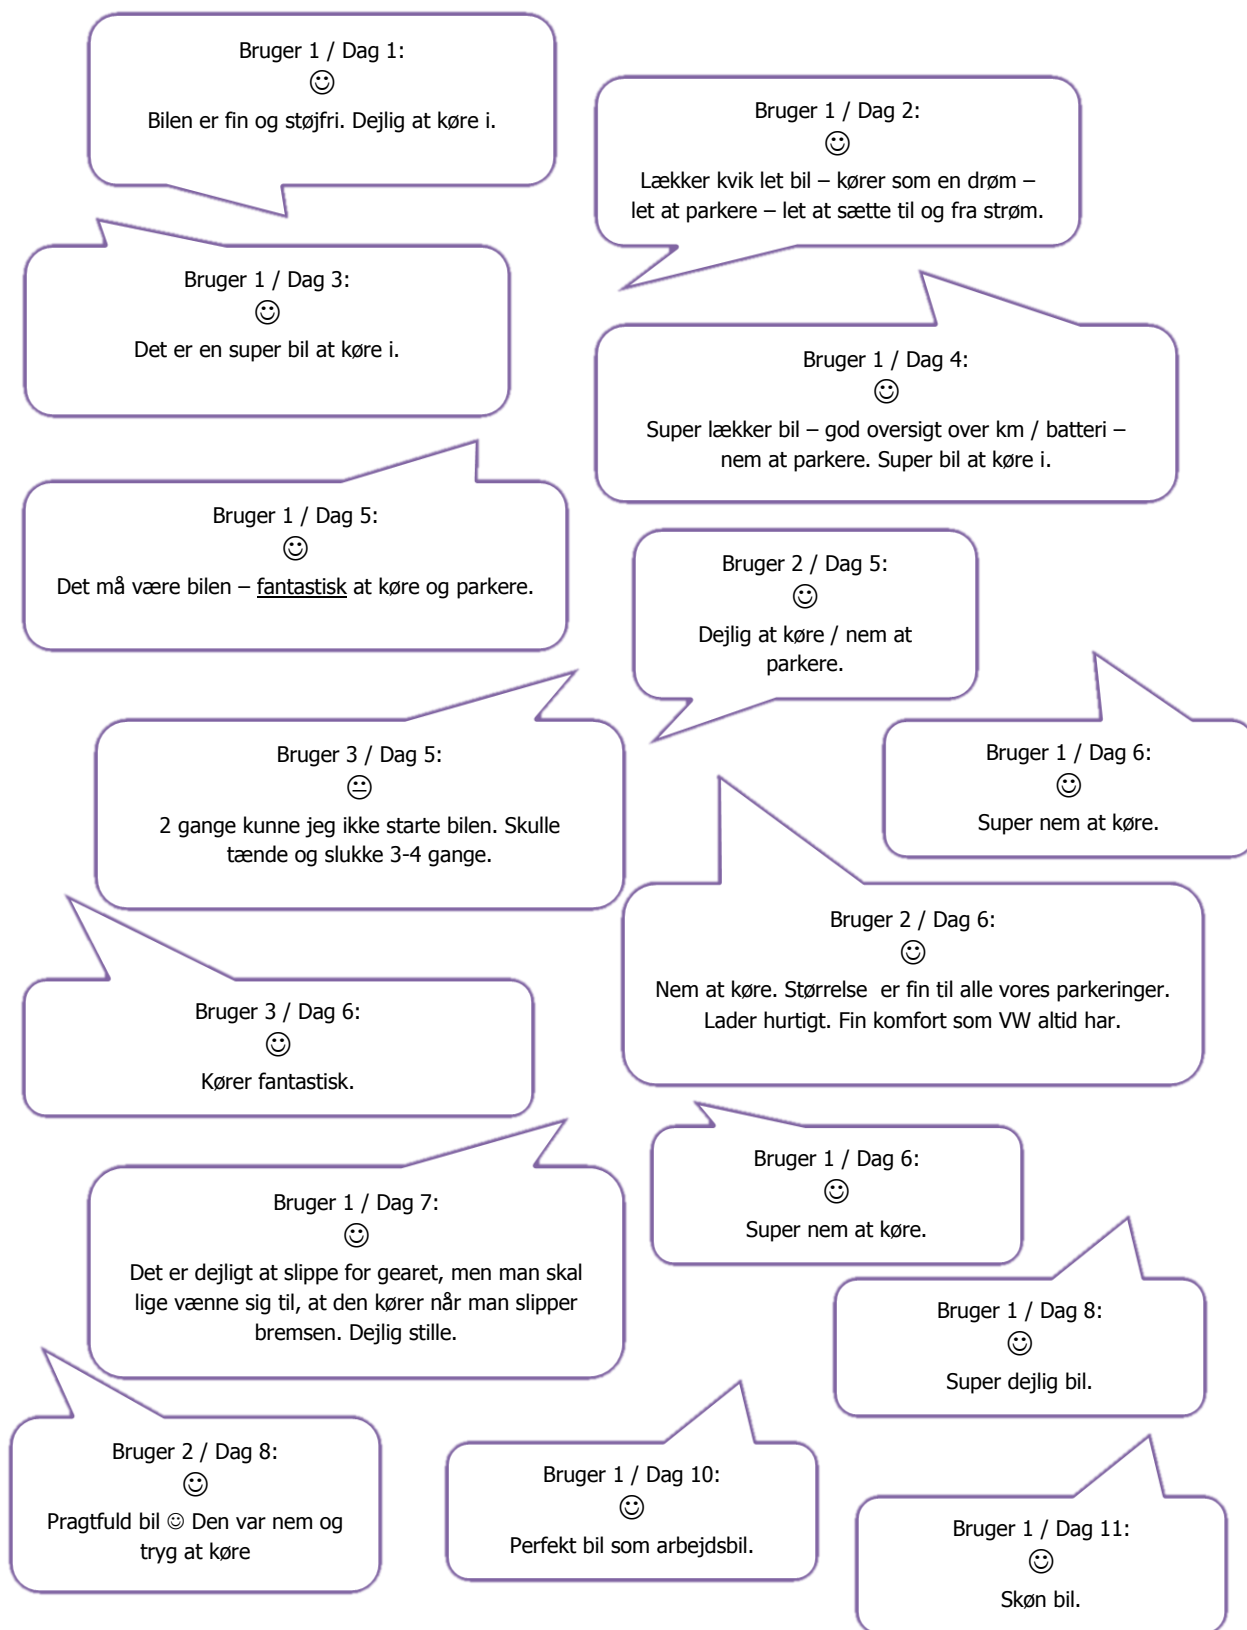 Bruger 1 / Dag 1:
☺
Bilen er fin og støjfri. Dejlig at køre i.
Bruger 1 / Dag 2:
☺
Lækker kvik let bil – kører som en drøm –
let at parkere – let at sætte til og fra strøm.
Bruger 1 / Dag 3:
☺
Det er en super bil at køre i.
Bruger 1 / Dag 4:
☺
Super lækker bil – god oversigt over km / batteri –
nem at parkere. Super bil at køre i.
Bruger 1 / Dag 5:
☺
Det må være bilen – fantastisk at køre og parkere.
Bruger 2 / Dag 5:
☺
Dejlig at køre / nem at
parkere.
Bruger 3 / Dag 5:
😐
2 gange kunne jeg ikke starte bilen. Skulle
tænde og slukke 3-4 gange.
Bruger 1 / Dag 6:
☺
Super nem at køre.
Bruger 2 / Dag 6:
☺
Nem at køre. Størrelse  er fin til alle vores parkeringer.
Lader hurtigt. Fin komfort som VW altid har.
Bruger 3 / Dag 6:
☺
Kører fantastisk.
Bruger 1 / Dag 6:
☺
Super nem at køre.
Bruger 1 / Dag 7:
☺
Det er dejligt at slippe for gearet, men man skal
lige vænne sig til, at den kører når man slipper
bremsen. Dejlig stille.
Bruger 1 / Dag 8:
☺
Super dejlig bil.
Bruger 2 / Dag 8:
☺
Pragtfuld bil ☺ Den var nem og
tryg at køre
Bruger 1 / Dag 10:
☺
Perfekt bil som arbejdsbil.
Bruger 1 / Dag 11:
☺
Skøn bil.